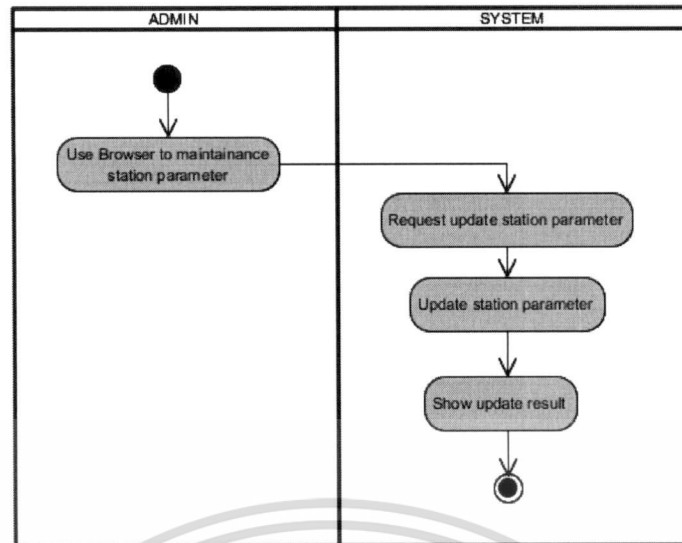 ADMIN
SYSTEM
Use Browser to maintainance
station parameter
Request update station parameter
Update station parameter
Show update result